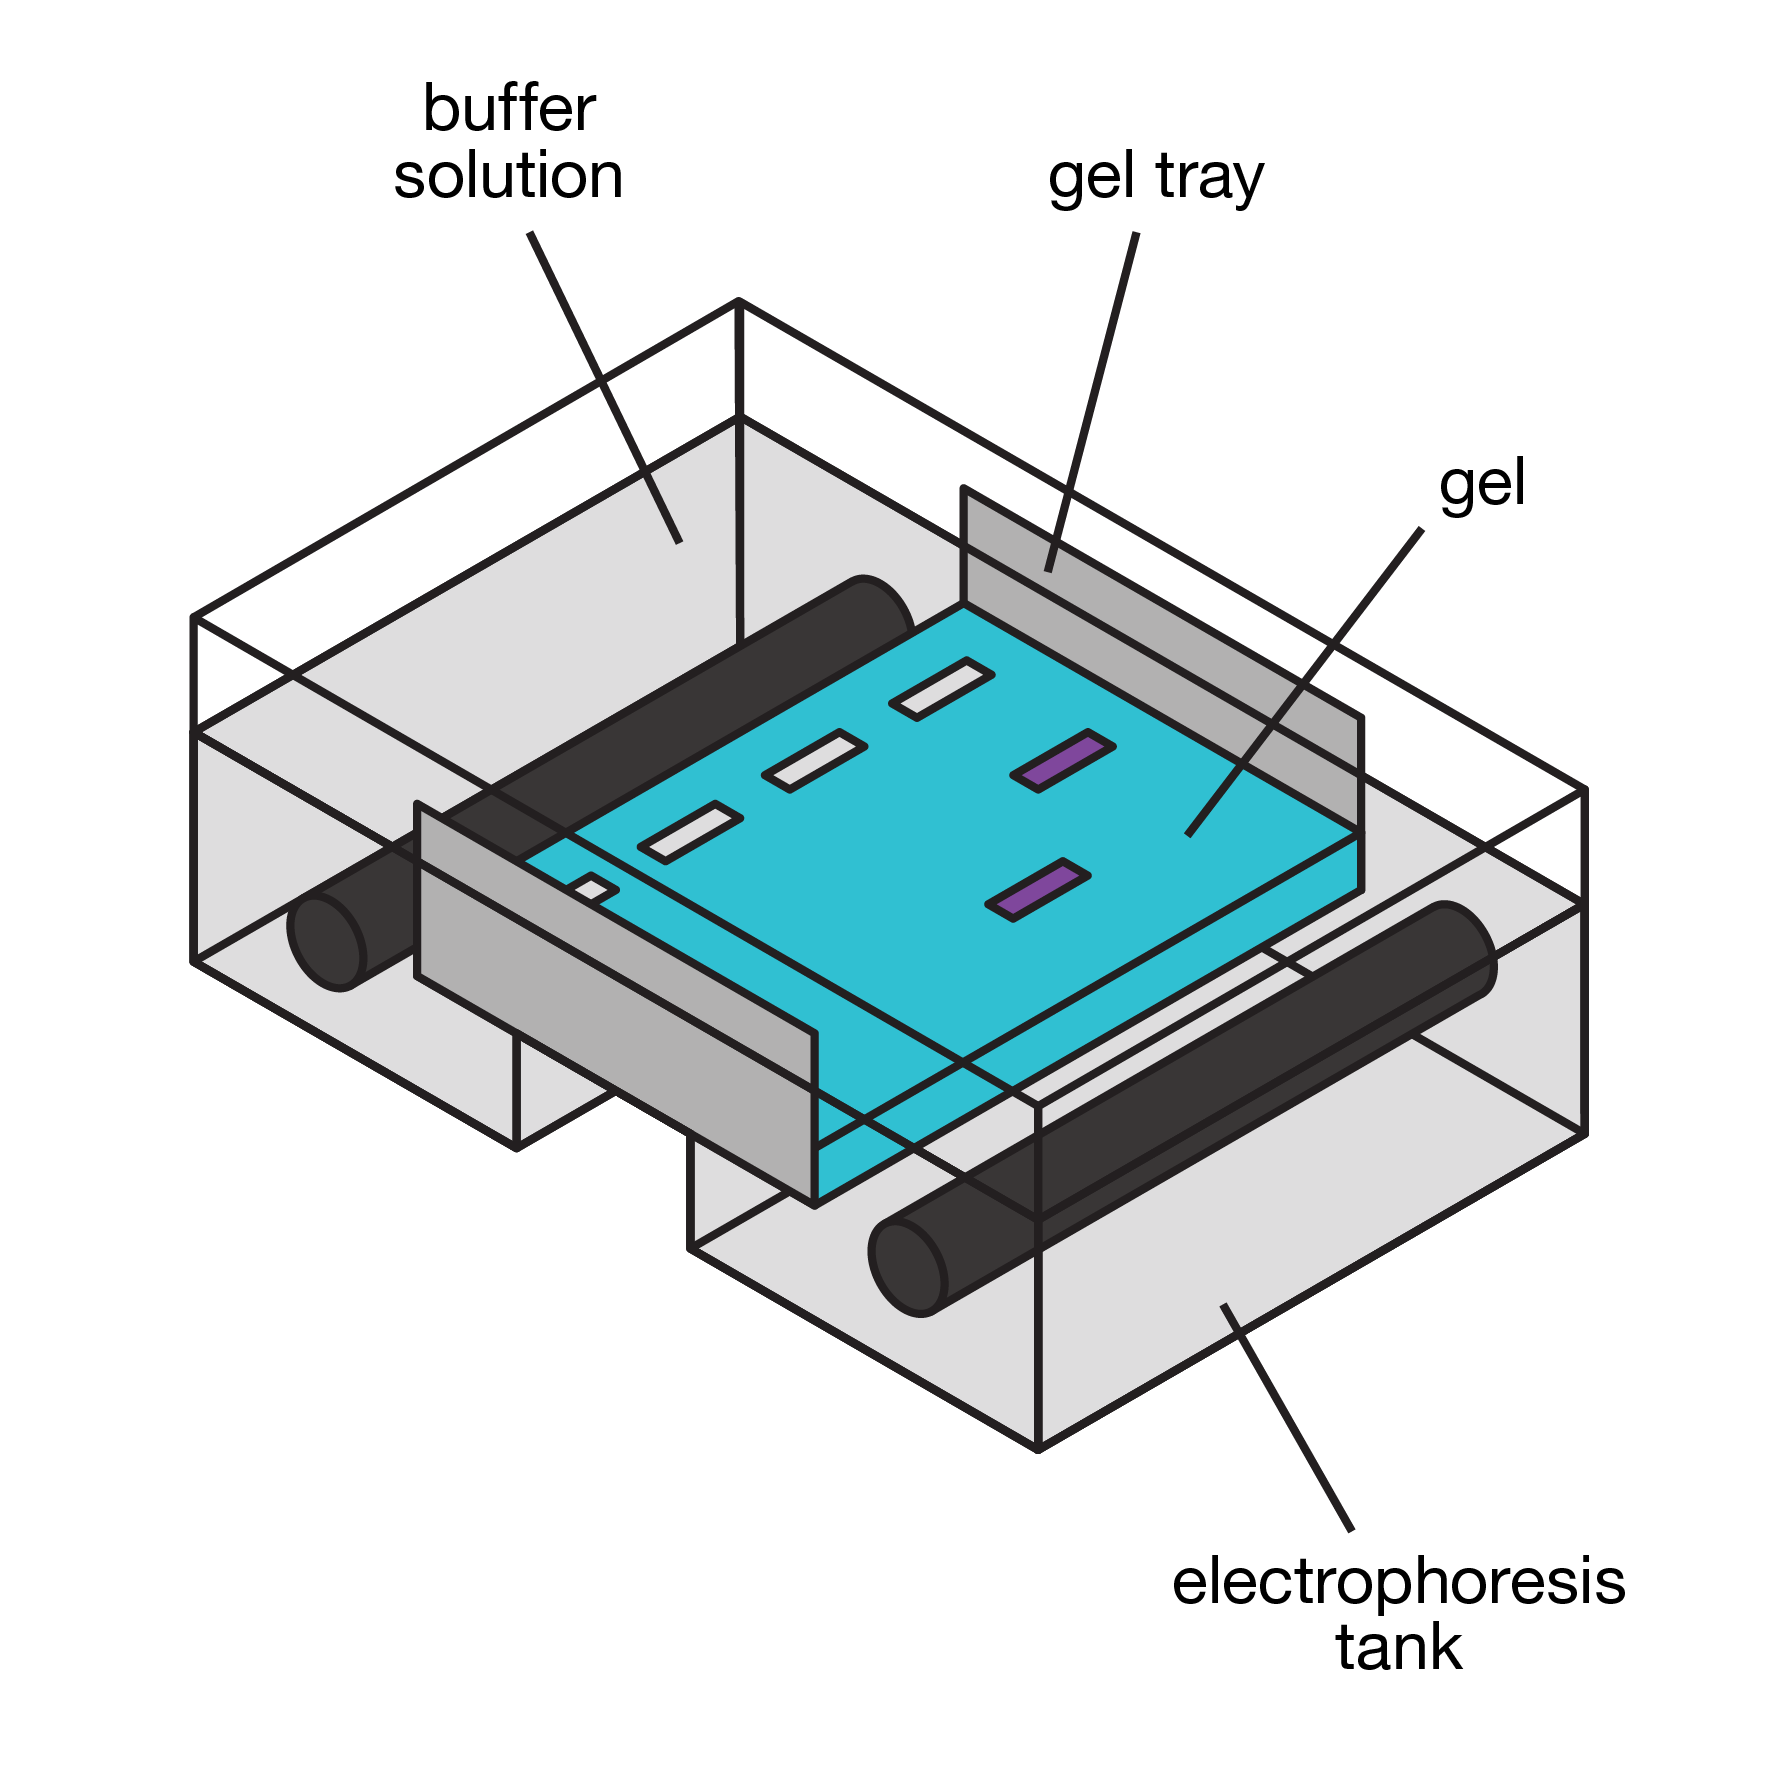 buffer
solution
gel tray
gel
electrophoresis
tank